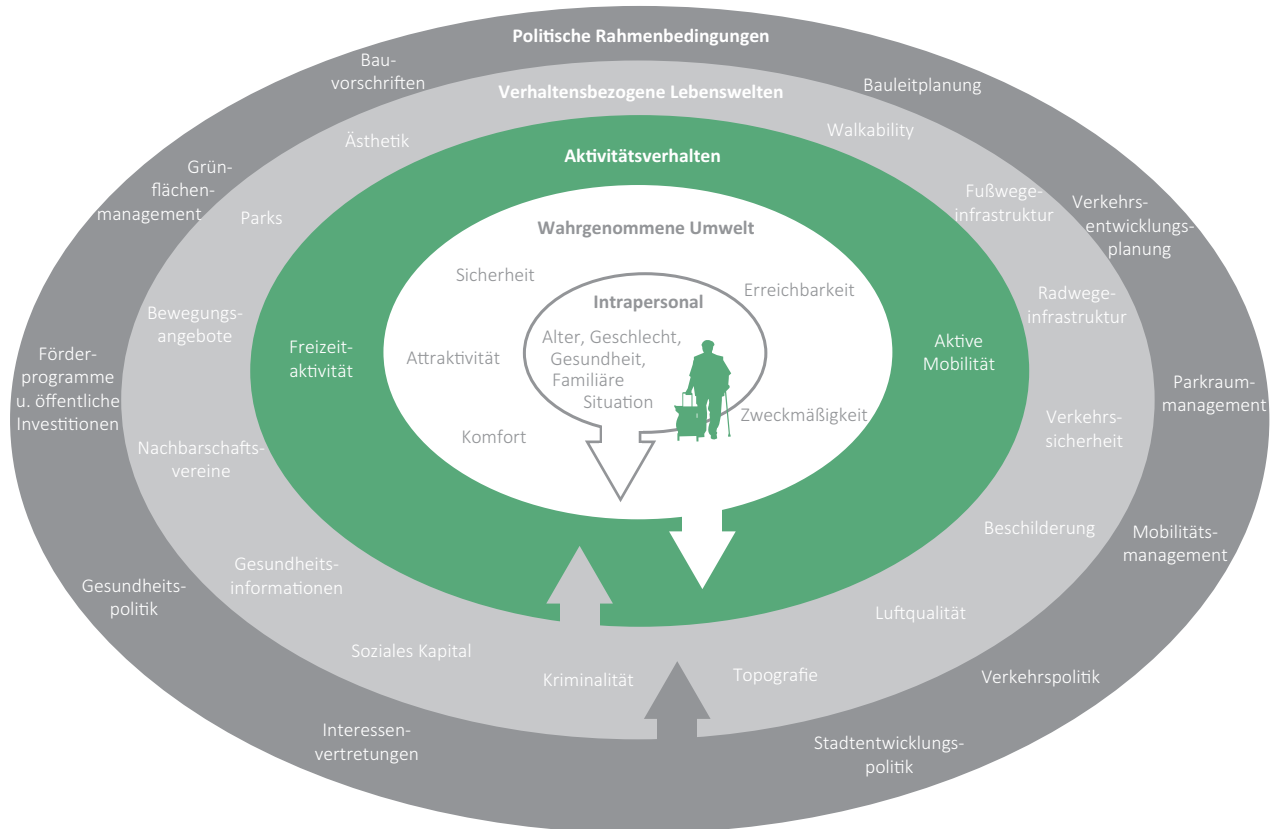 Politische Rahmenbedingungen
Bau-
vorschriften
Bauleitplanung
Grün-
flächen-
management
Verkehrs-
entwicklungs-
planung
Förder-
programme
u. öffentliche
Investitionen
Parkraum-
management
Gesundheits-
politik
Mobilitäts-
management
Interessen-
vertretungen
Verkehrspolitik
Stadtentwicklungs-
politik
Verhaltensbezogene Lebenswelten
Ästhetik
Walkability
Parks
Fußwege-
infrastruktur
Bewegungs-
angebote
Radwege-
infrastruktur
Nachbarschafts-
vereine
Verkehrs-
sicherheit
Gesundheits-
informationen
Beschilderung
Soziales Kapital
Luftqualität
Kriminalität
Topografie
Aktivitätsverhalten
Freizeit-
aktivität
Aktive
Mobilität
Wahrgenommene Umwelt
Sicherheit
Erreichbarkeit
Attraktivität
Zweckmäßigkeit
Komfort
Intrapersonal
Alter, Geschlecht,
Gesundheit,
Familiäre
Situation